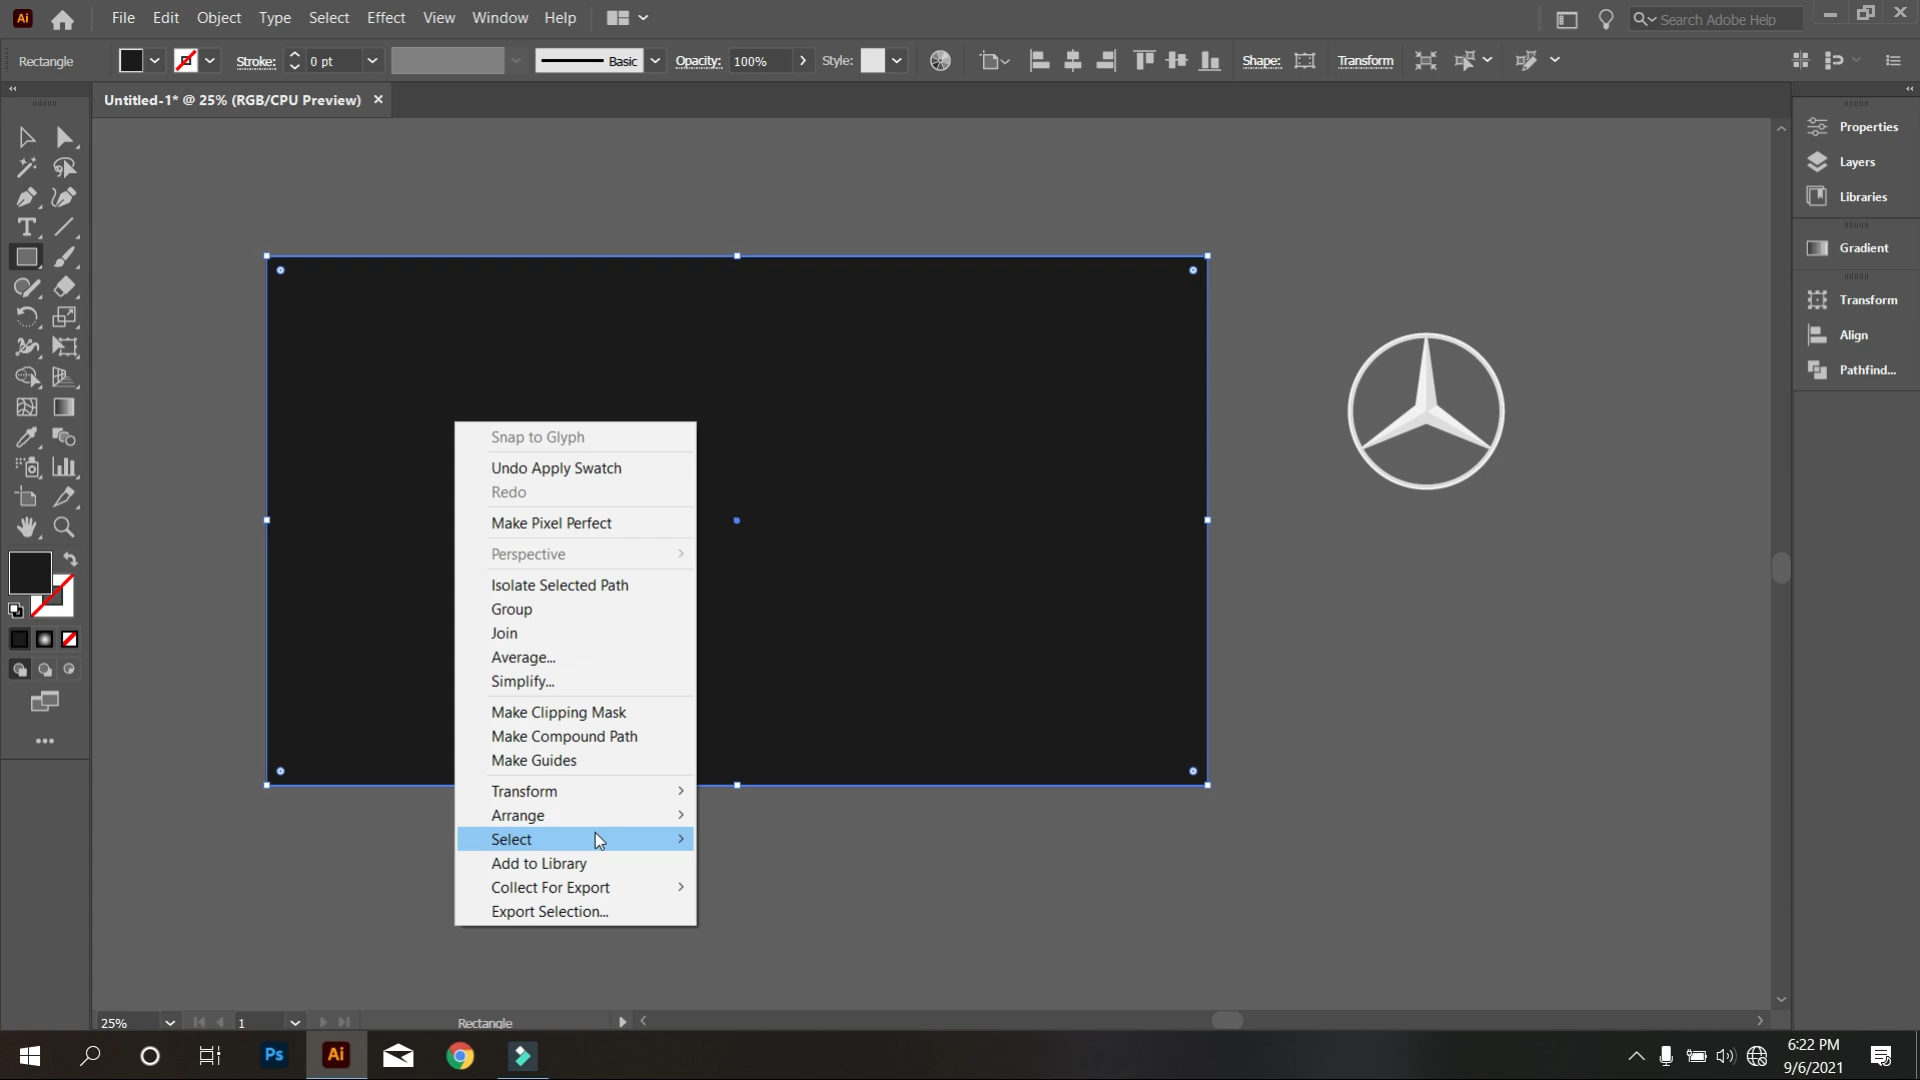 Ai File Edit Object Type Select Effect View Window Help Search Adobe Help
Rectangle Stroke: 0 pt Basic Opacity: 100% Style: Shape: Transform
Untitled-1* @ 25% (RGB/CPU Preview) ×
Properties
Layers
Libraries
Gradient
Transform
Align
Pathfind...
Snap to Glyph
Undo Apply Swatch
Redo
Make Pixel Perfect
Perspective
Isolate Selected Path
Group
Join
Average...
Simplify...
Make Clipping Mask
Make Compound Path
Make Guides
Transform
Arrange
Select
Add to Library
Collect For Export
Export Selection...
25% 1 Rectangle
Ps Ai
6:22 PM
9/6/2021